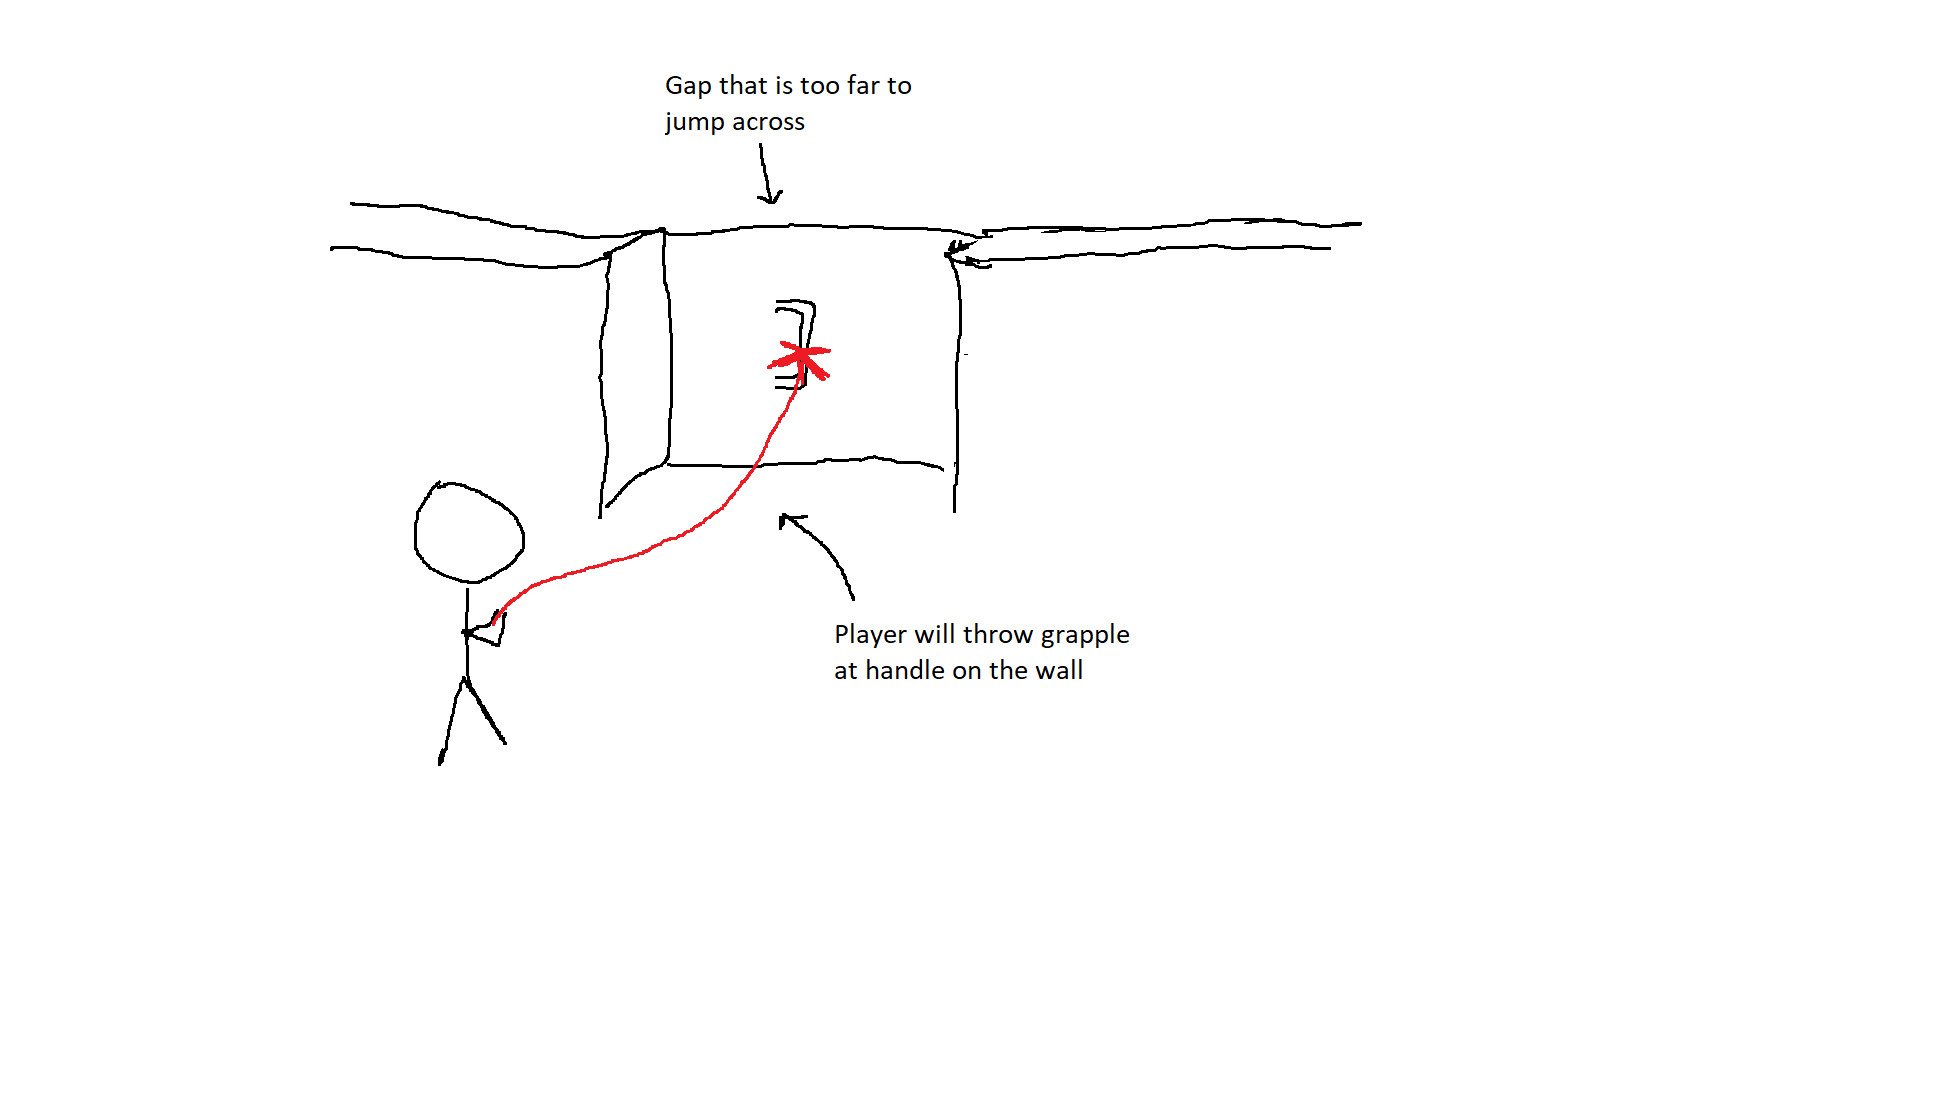 Gap that is too far to
jump across
Player will throw grapple
at handle on the wall